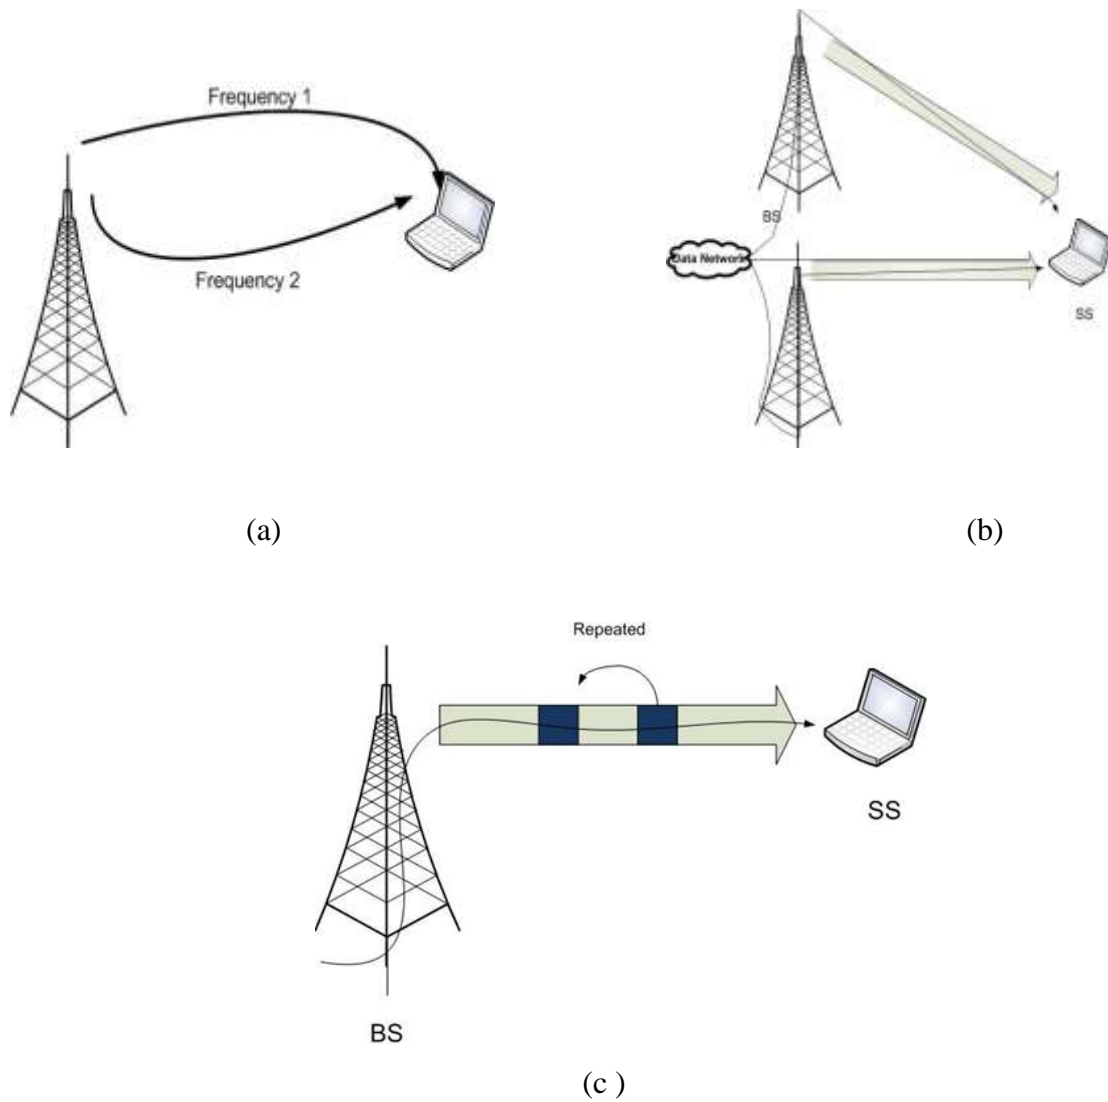 Frequency 1
Frequency 2
BS
Data Network
SS
(a)
(b)
Repeated
SS
BS
(c )